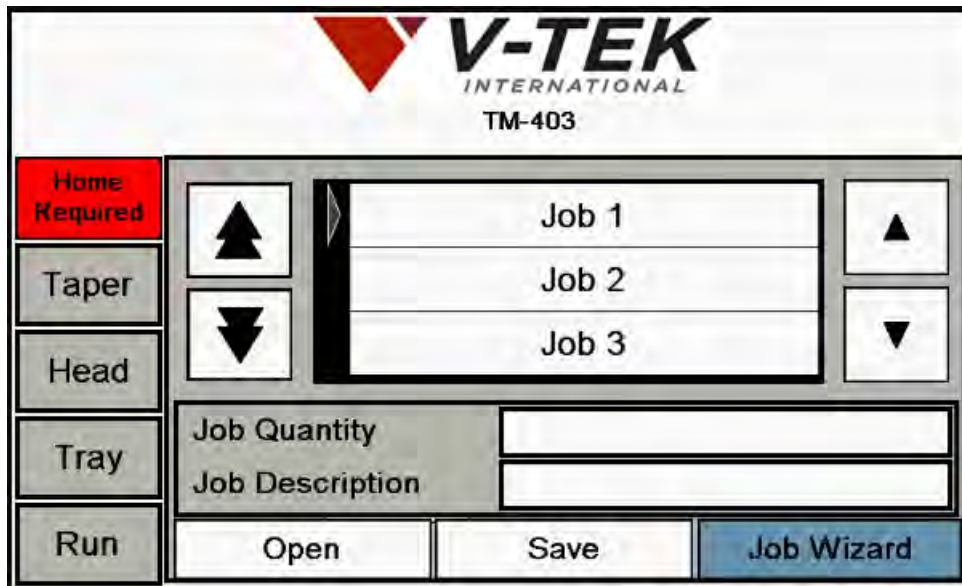 V-TEK
INTERNATIONAL
TM-403
Home
Required
Taper
Head
Tray
Run
Job 1
Job 2
Job 3
Job Quantity
Job Description
Open
Save
Job Wizard